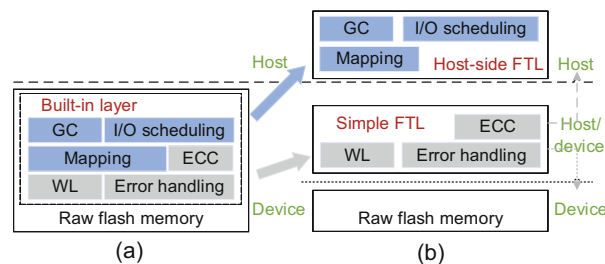 GC
I/O scheduling
Mapping
Host-side FTL
Host
Host
Built-in layer
GC
I/O scheduling
Mapping
ECC
WL
Error handling
Raw flash memory
Simple FTL
ECC
WL
Error handling
Host/
device
Device
Raw flash memory
Device
(a)
(b)